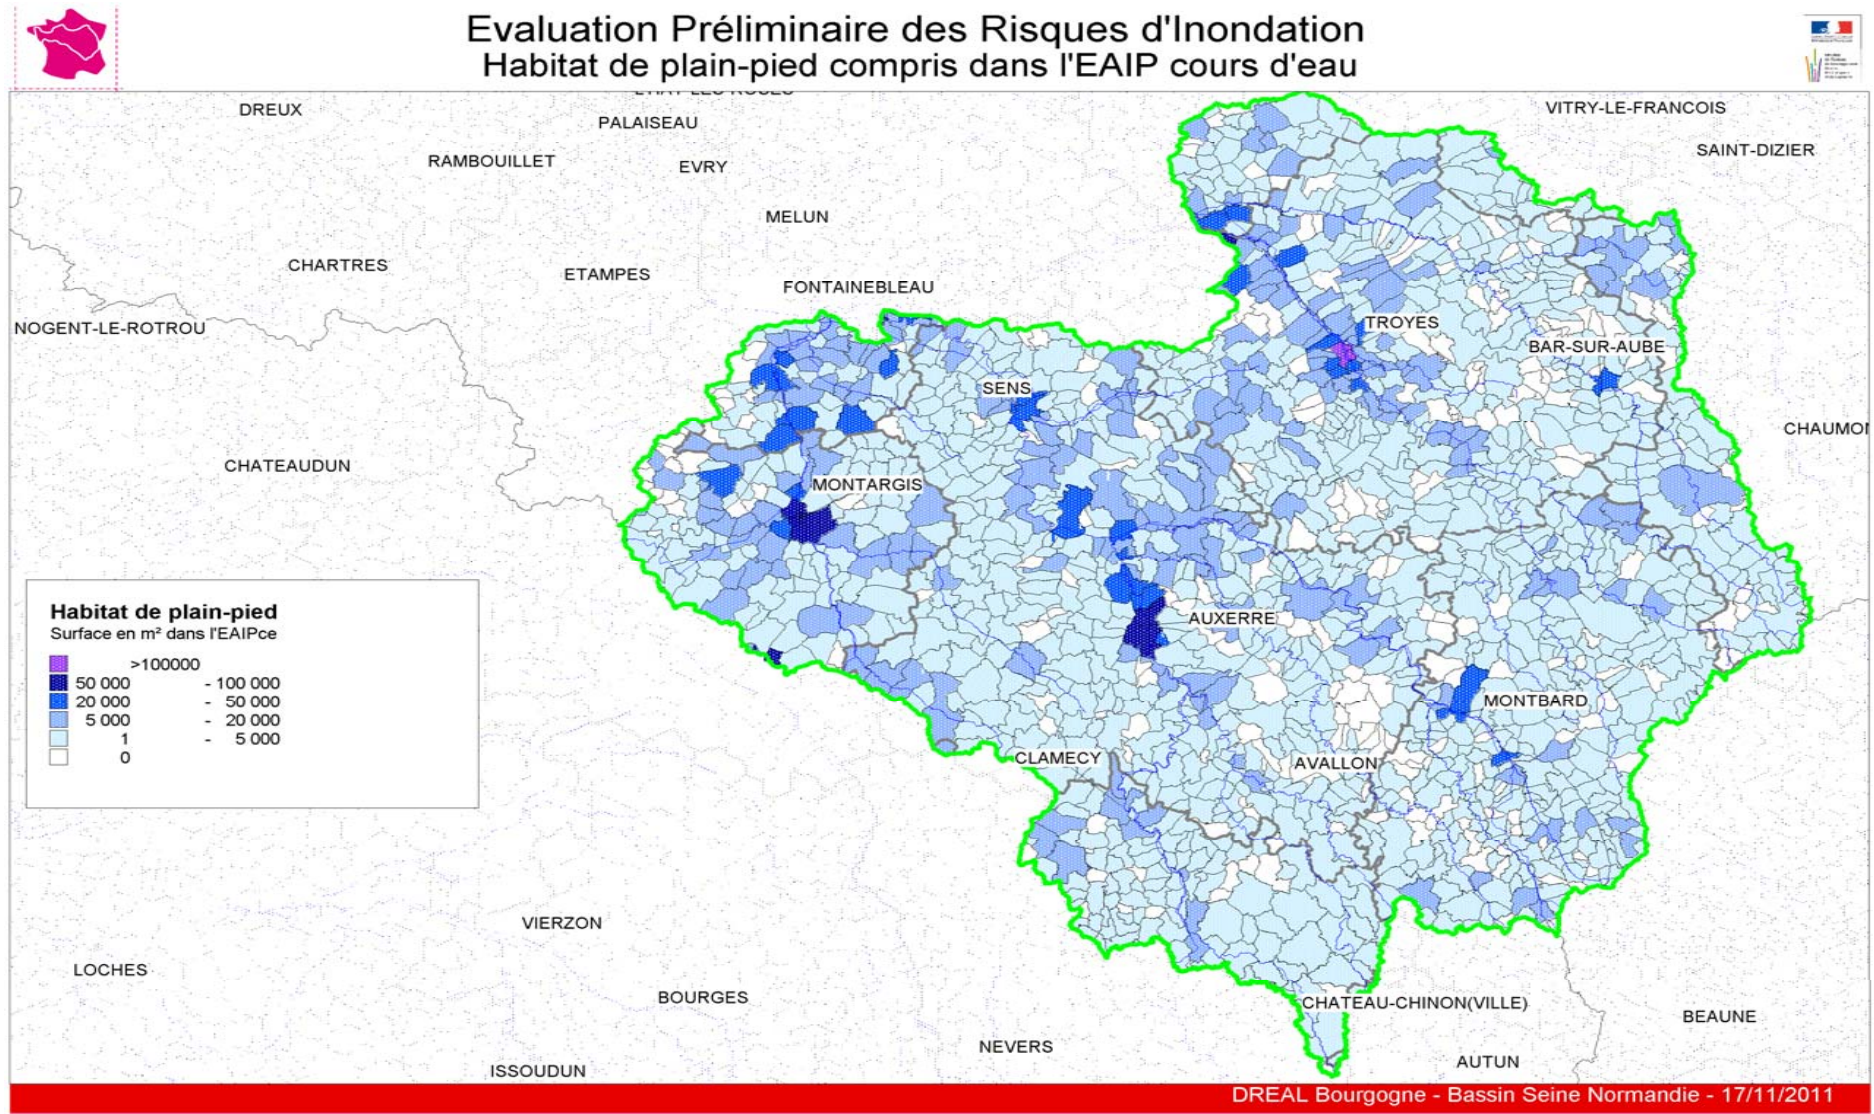 Evaluation Préliminaire des Risques d'Inondation
Habitat de plain-pied compris dans l'EAIP cours d'eau
DREUX
PALAISEAU
VITRY-LE-FRANCOIS
RAMBOUILLET
EVRY
SAINT-DIZIER
MELUN
CHARTRES
ETAMPES
FONTAINEBLEAU
NOGENT-LE-ROTROU
TROYES
BAR-SUR-AUBE
SENS
CHAUMO
CHATEAUDUN
MONTARGIS
AUXERRE
MONTBARD
CLAMECY
AVALLON
Habitat de plain-pied
Surface en m² dans l'EAIPce
>100000
50 000 - 100 000
20 000 - 50 000
5 000 - 20 000
1 - 5 000
0
VIERZON
LOCHES
BOURGES
CHATEAU-CHINON(VILLE)
BEAUNE
NEVERS
AUTUN
ISSOUDUN
DREAL Bourgogne - Bassin Seine Normandie - 17/11/2011